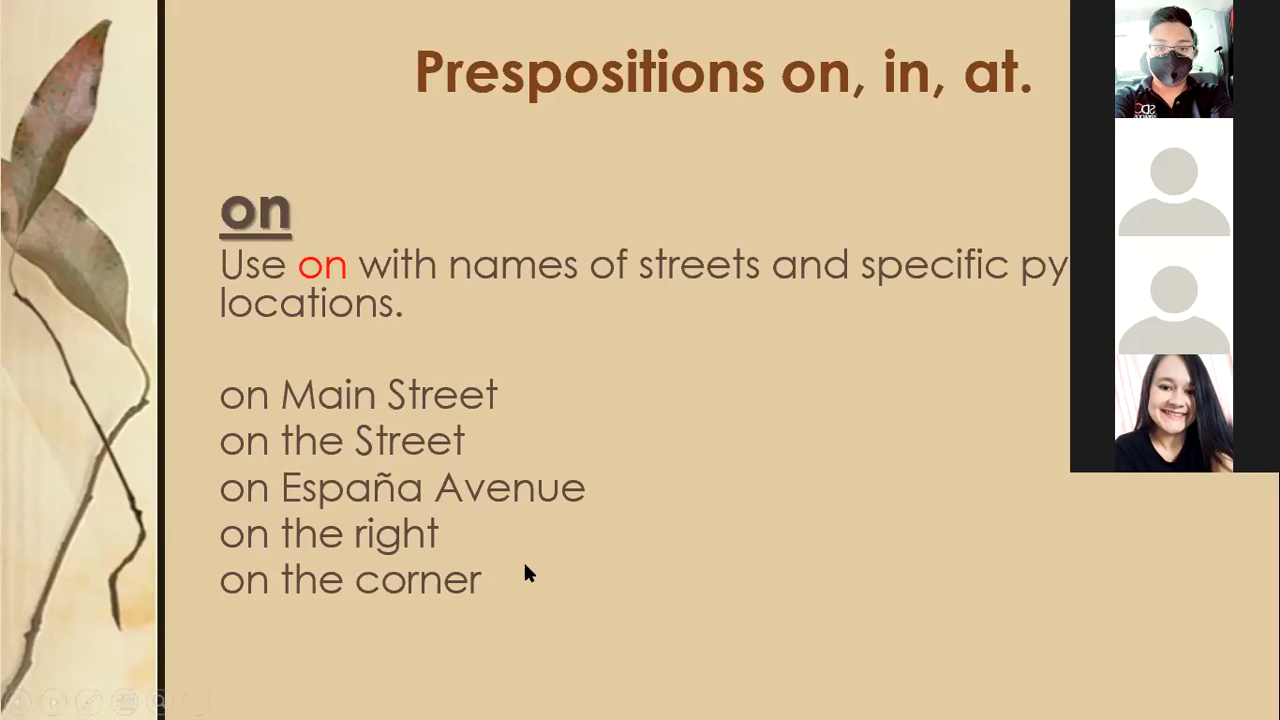 Prespositions on, in, at.
on
Use on with names of streets and specific py
locations.
on Main Street
on the Street
on España Avenue
on the right
on the corner
SDC